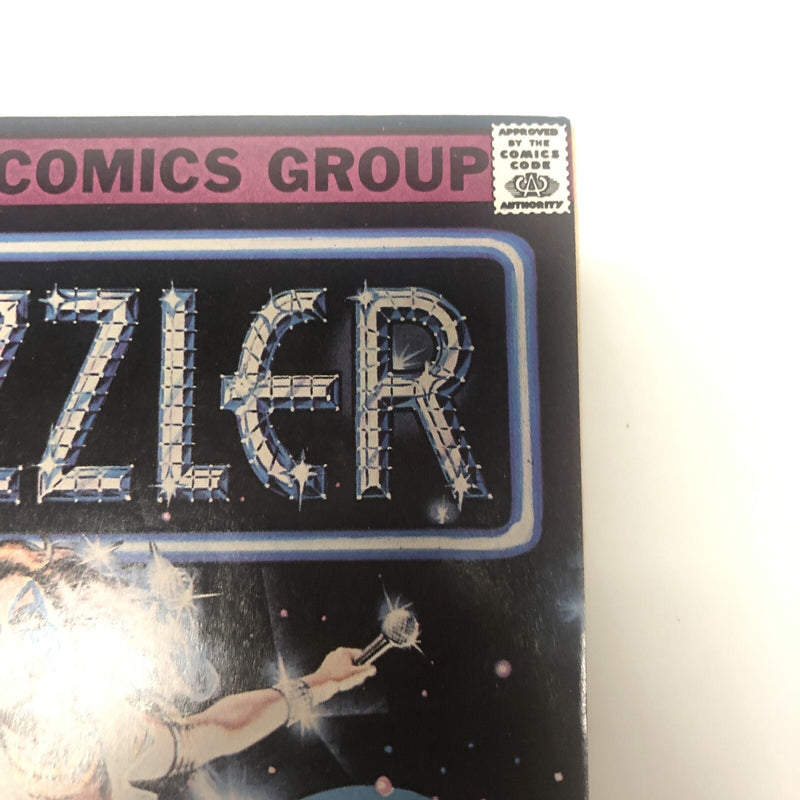 COMICS GROUP
APPROVED
BY THE
COMICS
CODE
CA
AUTHORITY
ZZLER